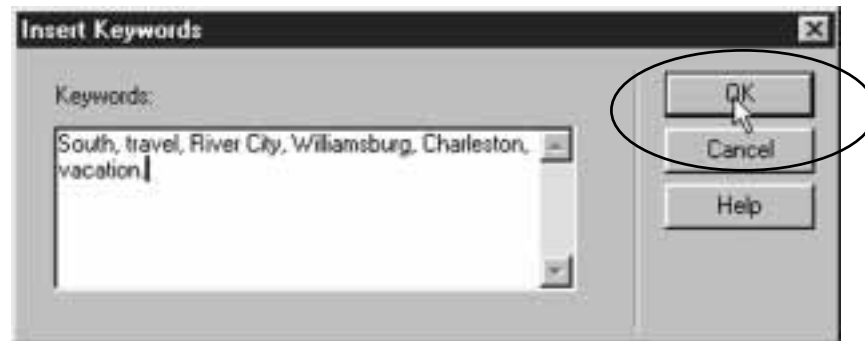 Insert Keywords
Keywords:
South, travel, River City, Williamsburg, Charleston,
vacation.
OK
Cancel
Help